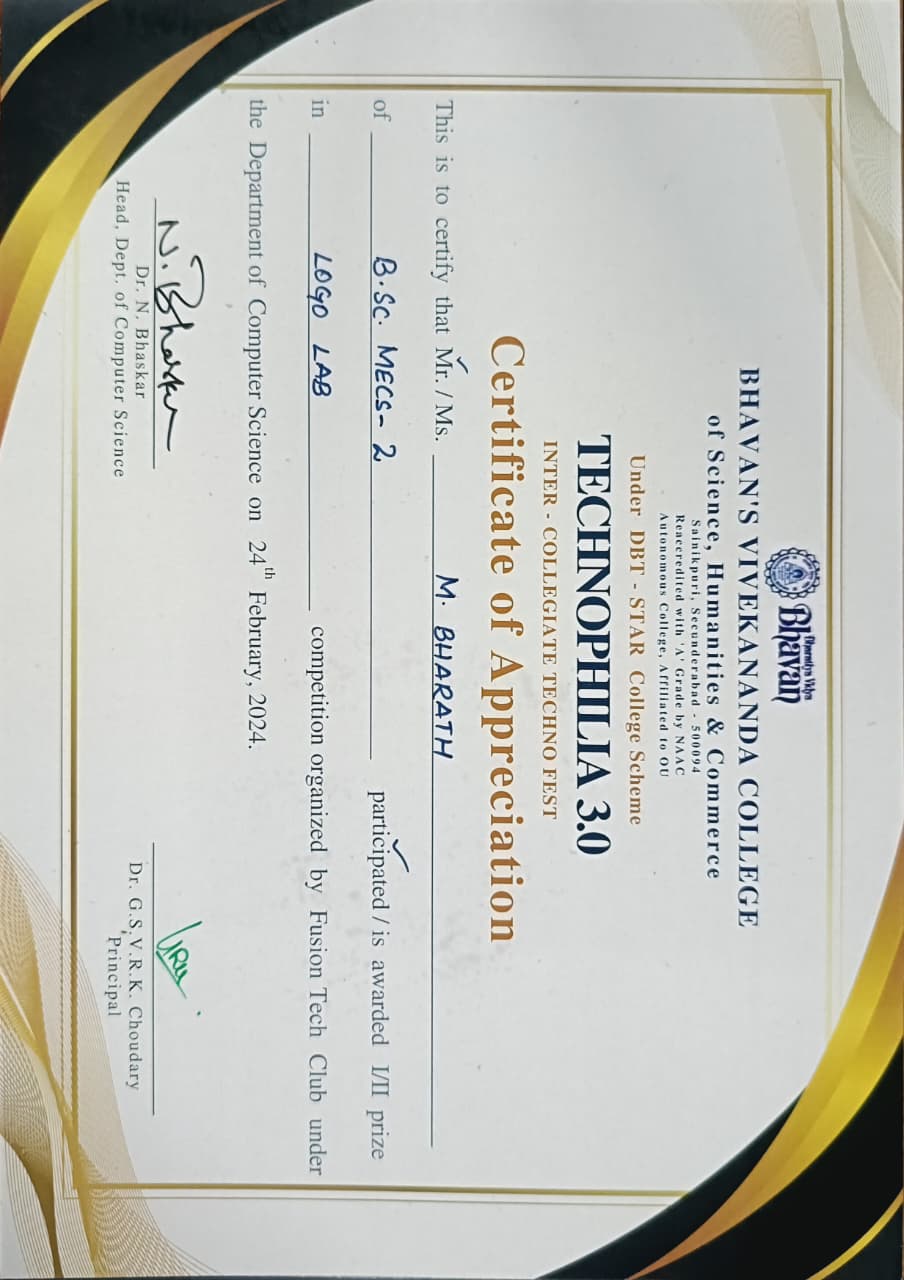 Bharatiya Vidya
Bhavan
BHAVAN'S VIVEKANANDA COLLEGE
of Science, Humanities & Commerce
Sainikpuri, Secunderabad - 500094
Reaccredited with 'A' Grade by NAAC
Autonomous College, Affiliated to OU
Under DBT - STAR College Scheme
TECHNOPHILIA 3.0
INTER - COLLEGIATE TECHNO FEST
Certificate of Appreciation
This is to certify that Mr. / Ms. M. BHARATH
of B.SC. MECS- 2 participated / is awarded I/II prize
in LOGO LAB competition organized by Fusion Tech Club under
the Department of Computer Science on 24th February, 2024.
N. Bhaskar
Dr. N. Bhaskar
Head, Dept. of Computer Science
Dr. G.S.V.R.K. Choudary
Principal